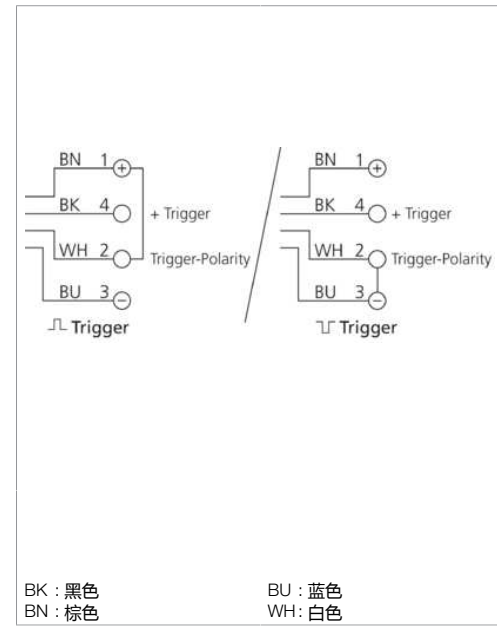 BN 1 +
BK 4 + Trigger
WH 2 Trigger-Polarity
BU 3 −
Trigger
BN 1 +
BK 4 + Trigger
WH 2 Trigger-Polarity
BU 3 −
Trigger
BK : 黑色
BN : 棕色
BU : 蓝色
WH: 白色